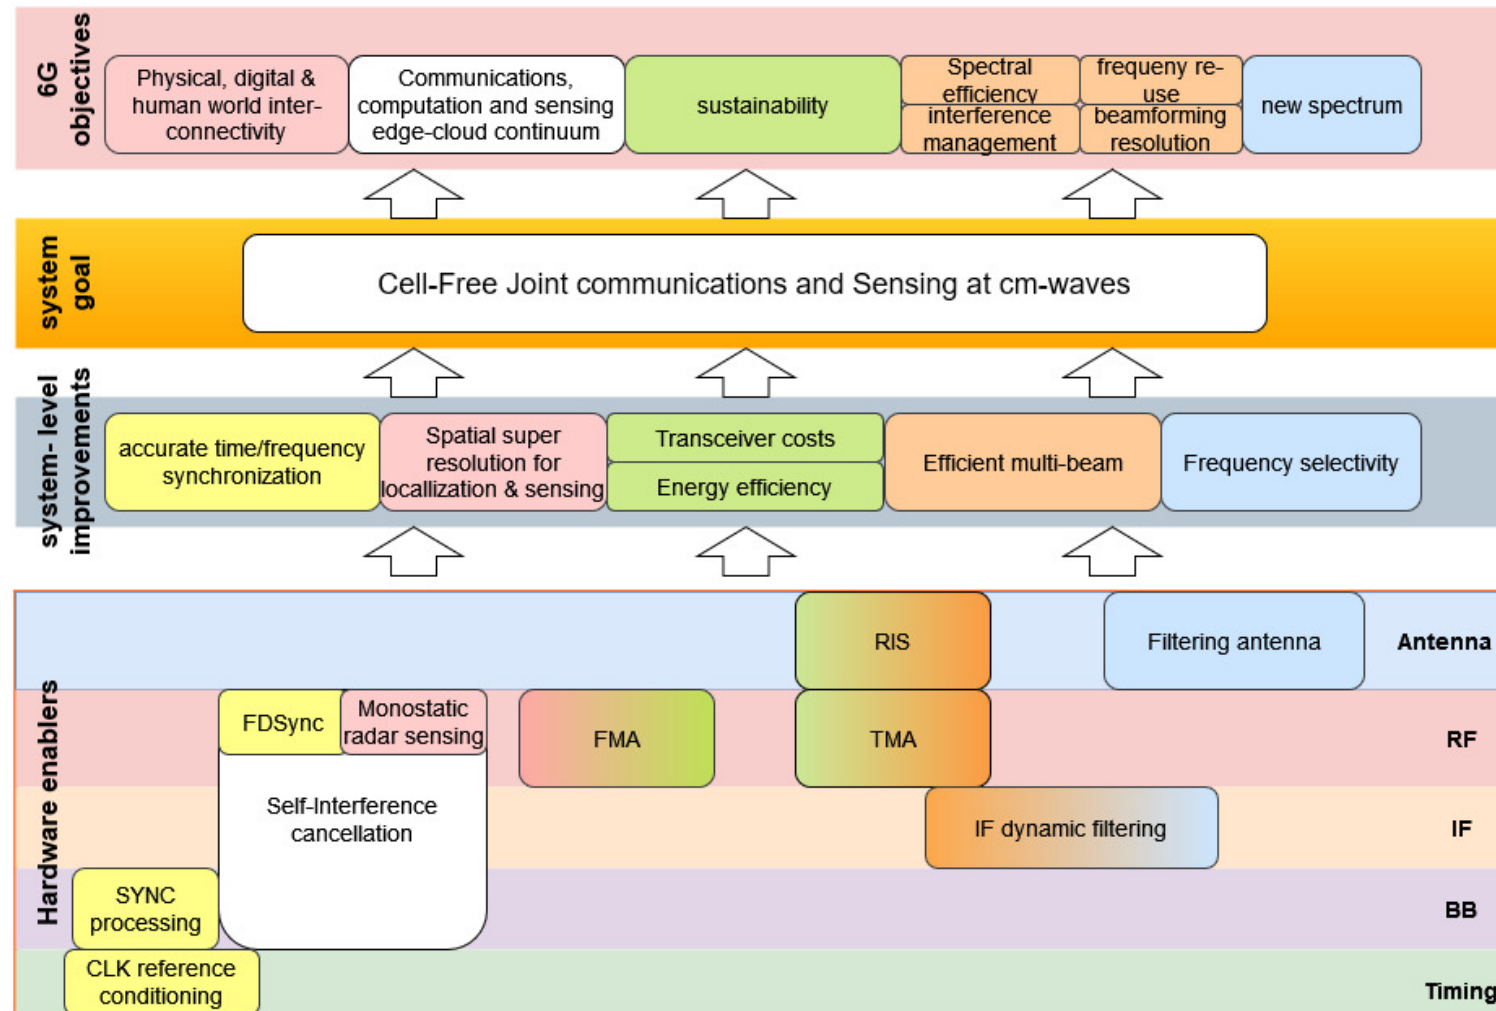 6G
objectives
Physical, digital &
human world inter-
connectivity
Communications,
computation and sensing
edge-cloud continuum
sustainability
Spectral
efficiency
interference
management
frequeny re-
use
beamforming
resolution
new spectrum
system
goal
Cell-Free Joint communications and Sensing at cm-waves
system- level
improvements
accurate time/frequency
synchronization
Spatial super
resolution for
locallization & sensing
Transceiver costs
Energy efficiency
Efficient multi-beam
Frequency selectivity
Hardware enablers
RIS
Filtering antenna
Antenna
FDSync
Monostatic
radar sensing
FMA
TMA
RF
Self-Interference
cancellation
IF dynamic filtering
IF
SYNC
processing
BB
CLK reference
conditioning
Timing